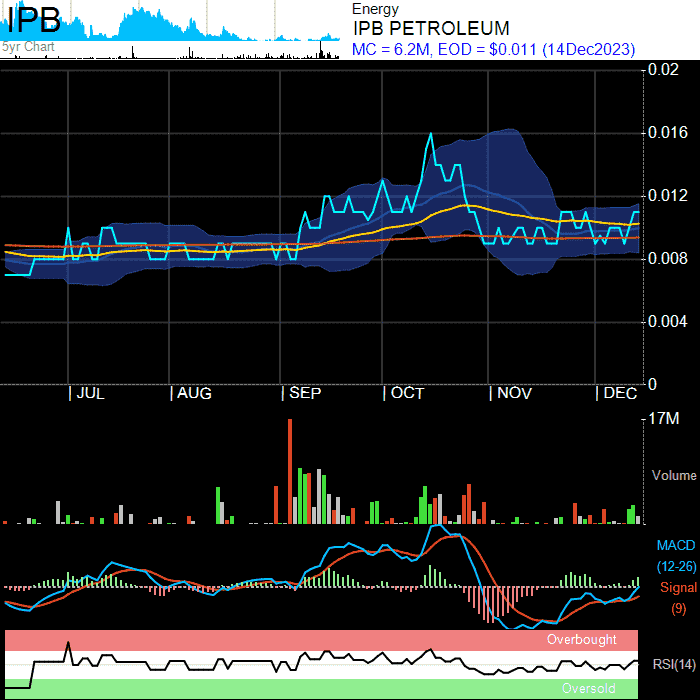 IPB
5yr Chart
Energy
IPB PETROLEUM
MC = 6.2M, EOD = $0.011 (14Dec2023)
0.02
0.016
0.012
0.008
0.004
0
JUL AUG SEP OCT NOV DEC
17M
Volume
MACD
(12-26)
Signal
(9)
Overbought
RSI(14)
Oversold